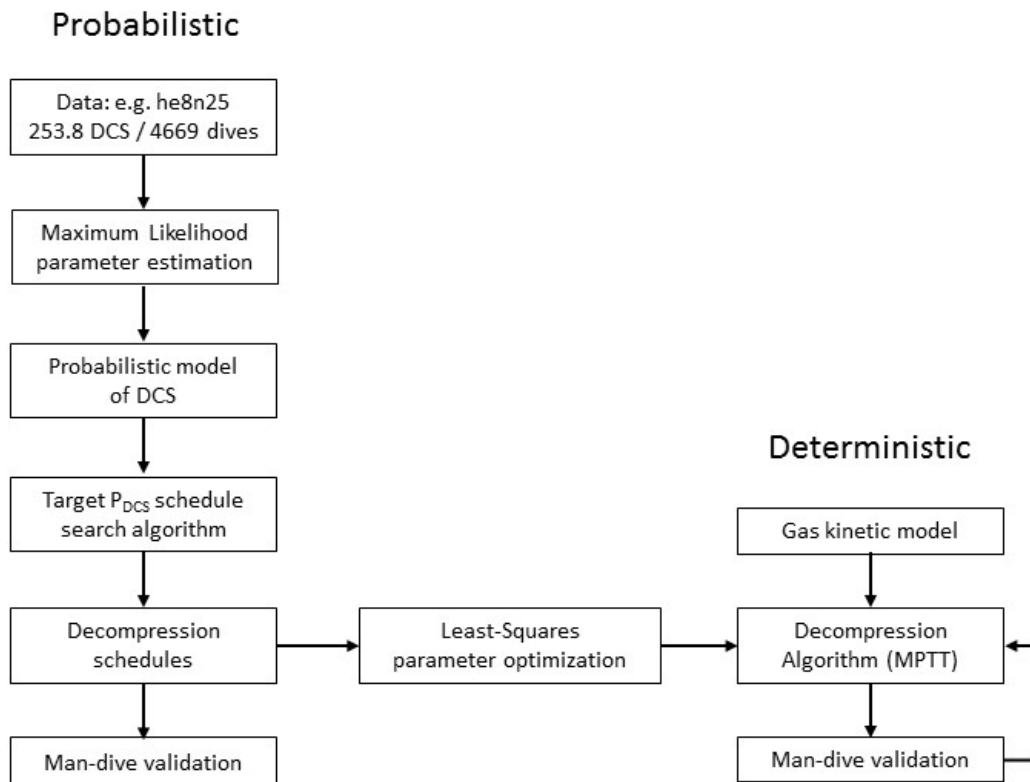 Probabilistic
Data: e.g. he8n25
253.8 DCS / 4669 dives
Maximum Likelihood
parameter estimation
Probabilistic model
of DCS
Target PDCS schedule
search algorithm
Decompression
schedules
Man-dive validation
Least-Squares
parameter optimization
Deterministic
Gas kinetic model
Decompression
Algorithm (MPTT)
Man-dive validation